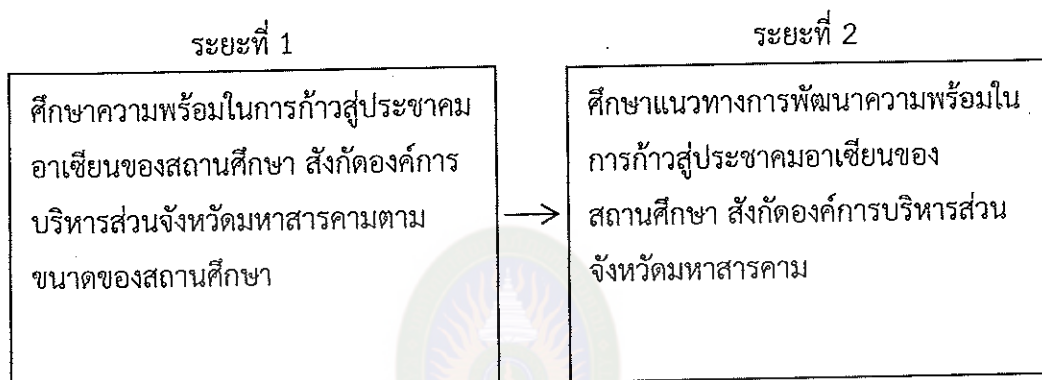 ระยะที่ 1
ศึกษาความพร้อมในการก้าวสู่ประชาคม
อาเซียนของสถานศึกษา สังกัดองค์การ
บริหารส่วนจังหวัดมหาสารคามตาม
ขนาดของสถานศึกษา
ระยะที่ 2
ศึกษาแนวทางการพัฒนาความพร้อมใน
การก้าวสู่ประชาคมอาเซียนของ
สถานศึกษา สังกัดองค์การบริหารส่วน
จังหวัดมหาสารคาม